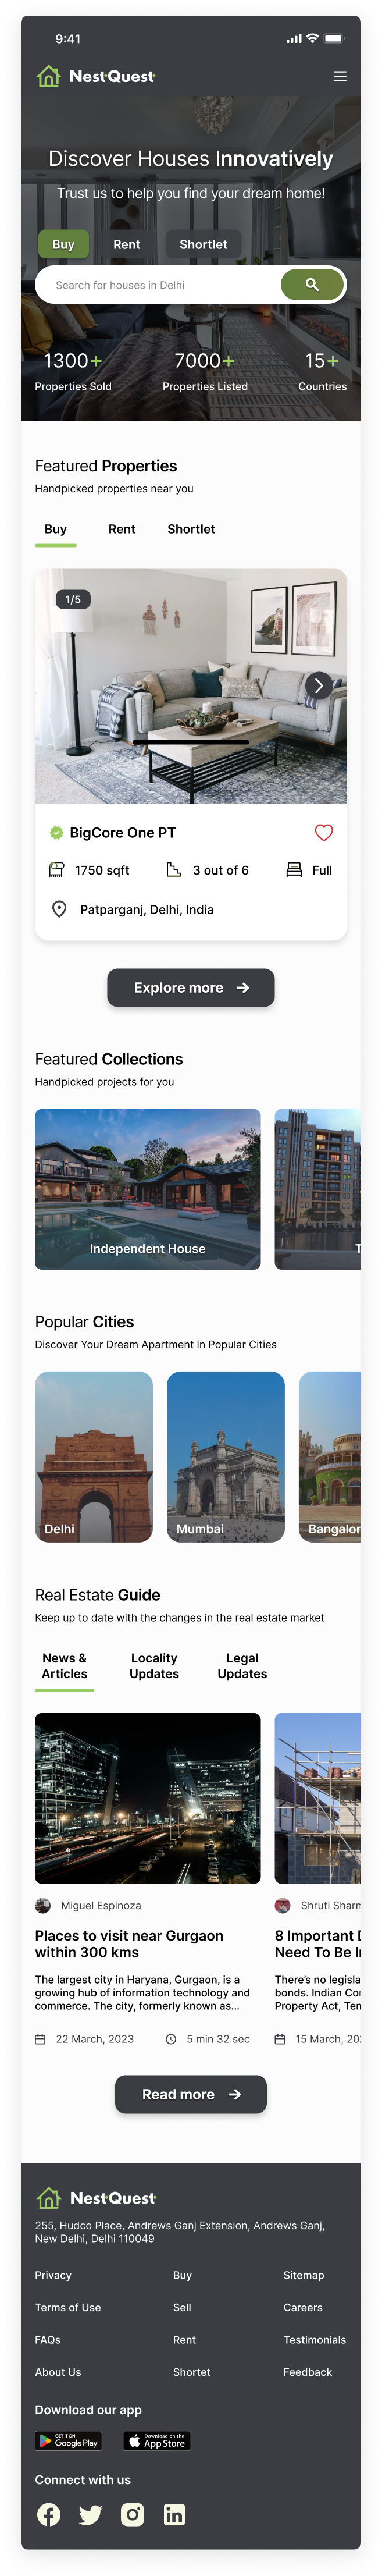 9:41
NestQuest
Discover Houses Innovatively
Trust us to help you find your dream home!
Buy Rent Shortlet
Search for houses in Delhi
1300+ 7000+ 15+
Properties Sold Properties Listed Countries
Featured Properties
Handpicked properties near you
Buy Rent Shortlet
1/5
BigCore One PT
1750 sqft 3 out of 6 Full
Patparganj, Delhi, India
Explore more
Featured Collections
Handpicked projects for you
Independent House T
Popular Cities
Discover Your Dream Apartment in Popular Cities
Delhi Mumbai Bangalor
Real Estate Guide
Keep up to date with the changes in the real estate market
News &
Articles
Locality
Updates
Legal
Updates
Miguel Espinoza
Places to visit near Gurgaon
within 300 kms
The largest city in Haryana, Gurgaon, is a
growing hub of information technology and
commerce. The city, formerly known as...
22 March, 2023 5 min 32 sec
Shruti Sharm
8 Important D
Need To Be In
There's no legisla
bonds. Indian Con
Property Act, Ten
15 March, 202
Read more
NestQuest
255, Hudco Place, Andrews Ganj Extension, Andrews Ganj,
New Delhi, Delhi 110049
Privacy Buy Sitemap
Terms of Use Sell Careers
FAQs Rent Testimonials
About Us Shortet Feedback
Download our app
GET IT ON
Google Play
Download on the
App Store
Connect with us